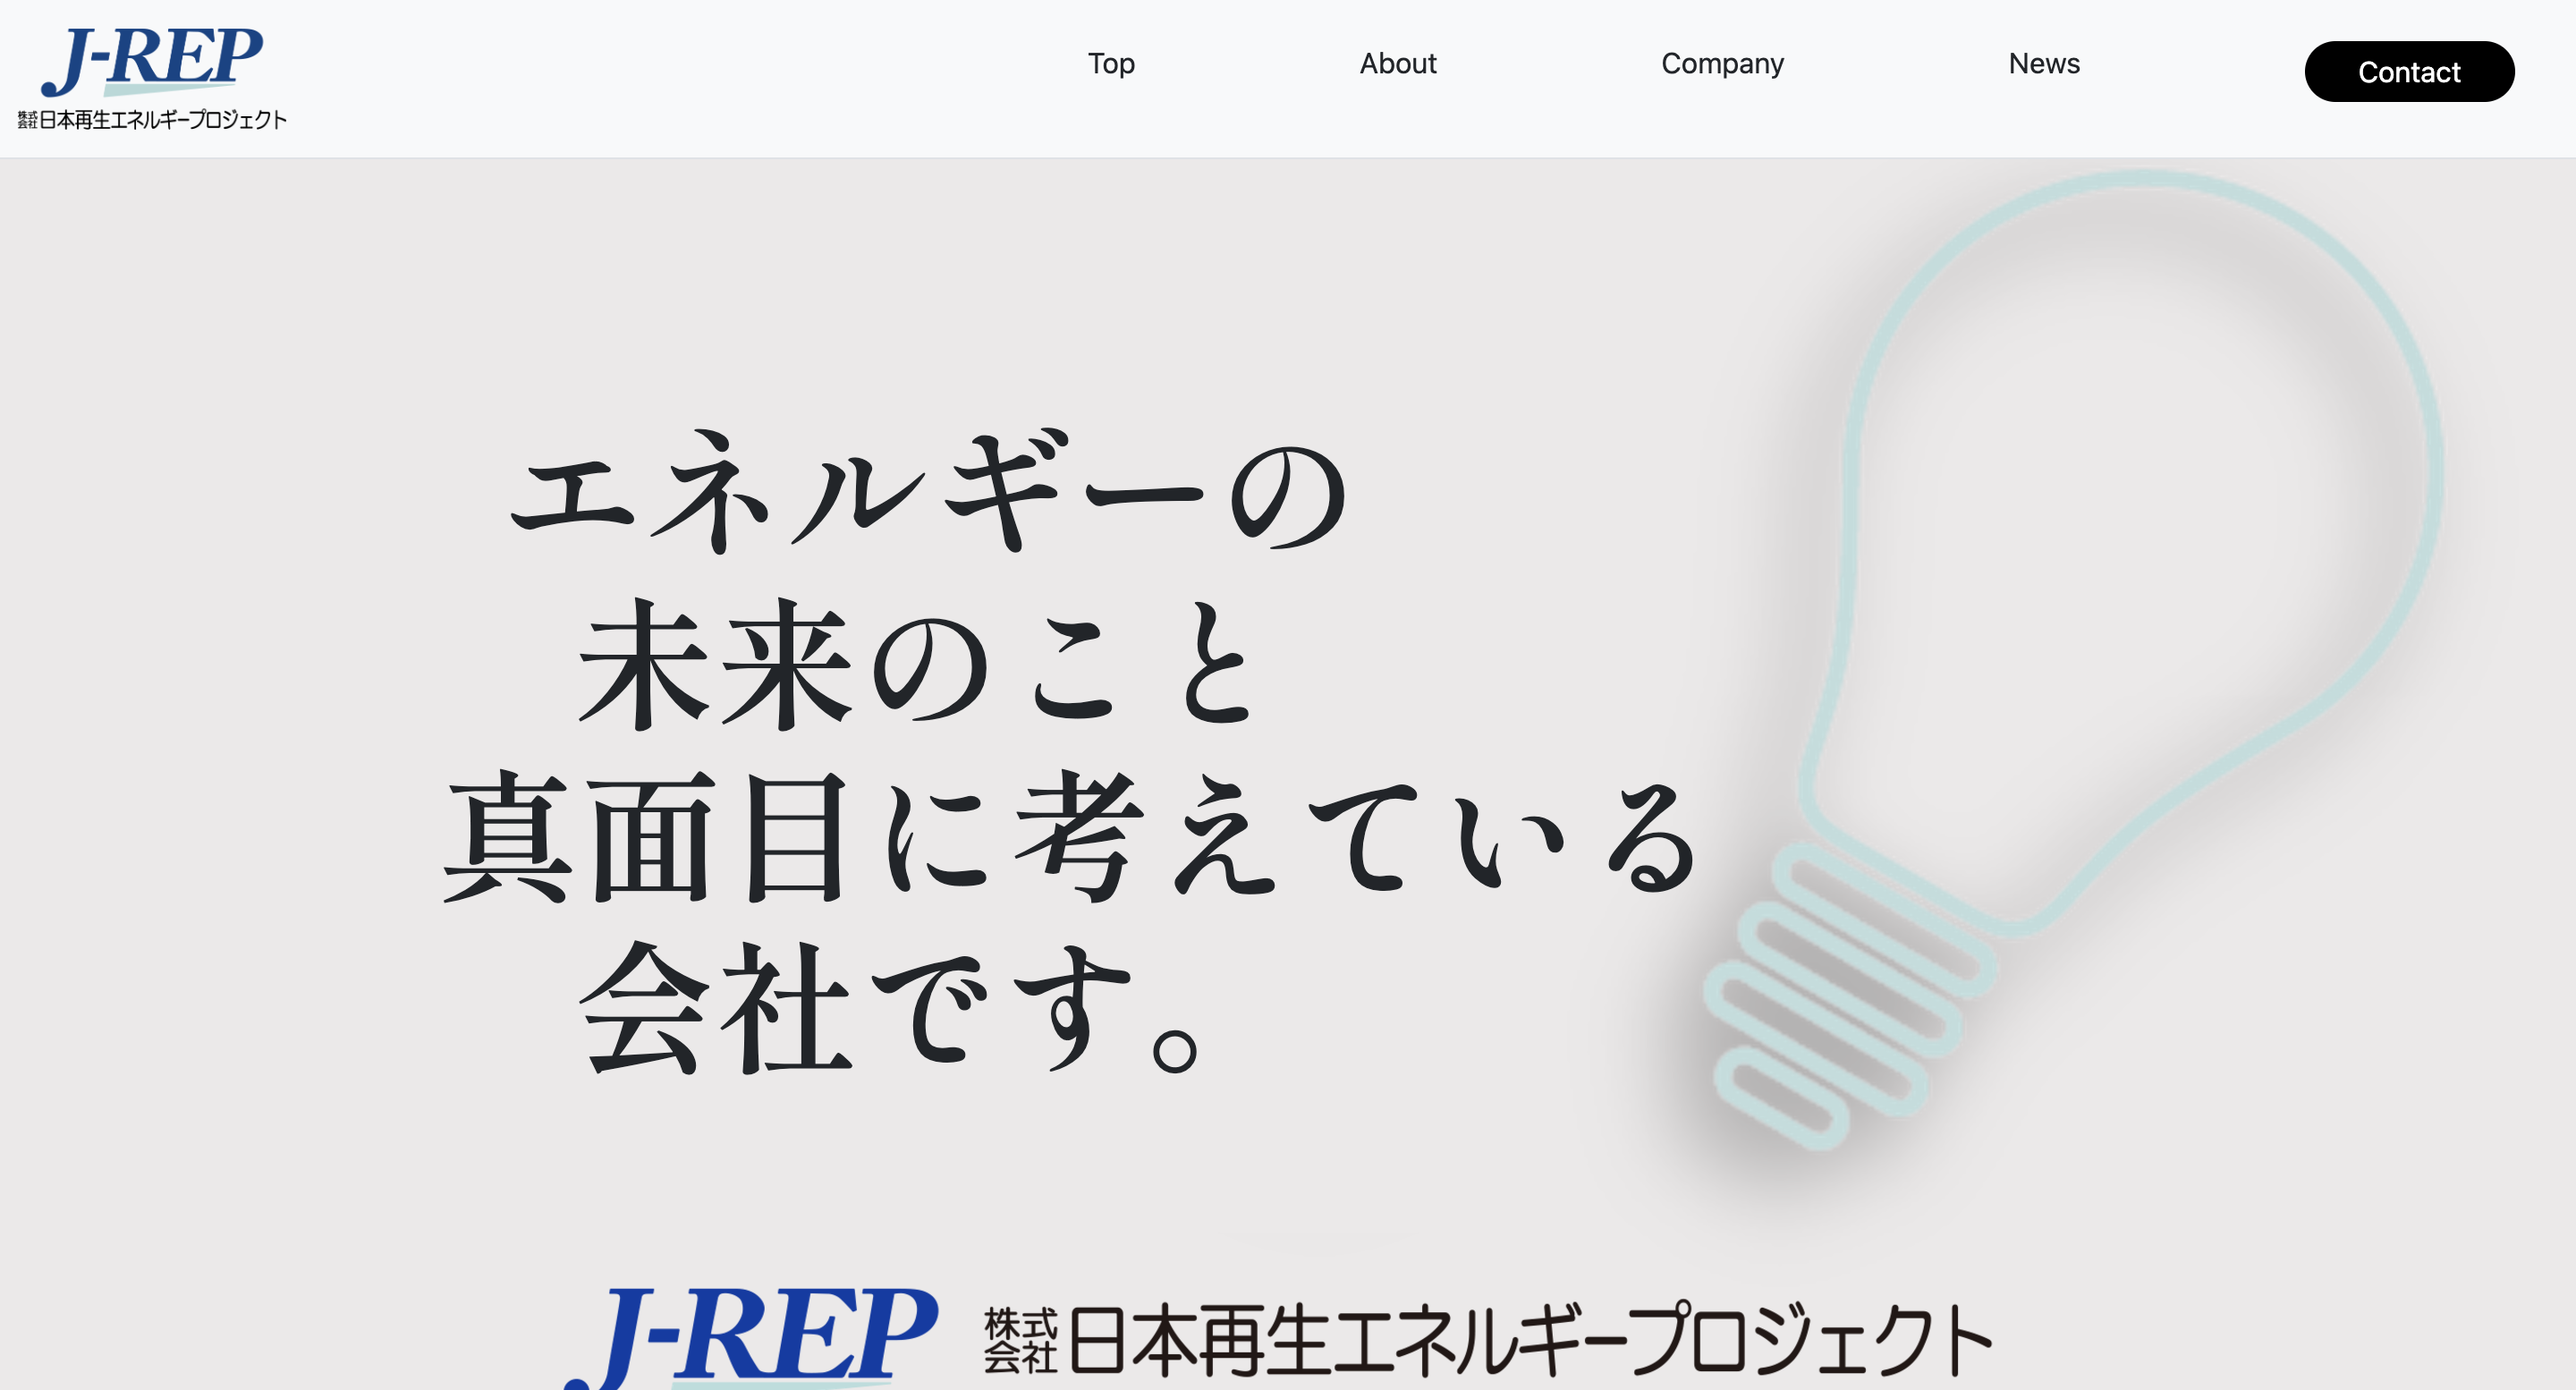 J-REP
株式会社日本再生エネルギープロジェクト
Top
About
Company
News
Contact
エネルギーの
未来のこと
真面目に考えている
会社です。
J-REP
株式会社日本再生エネルギープロジェクト